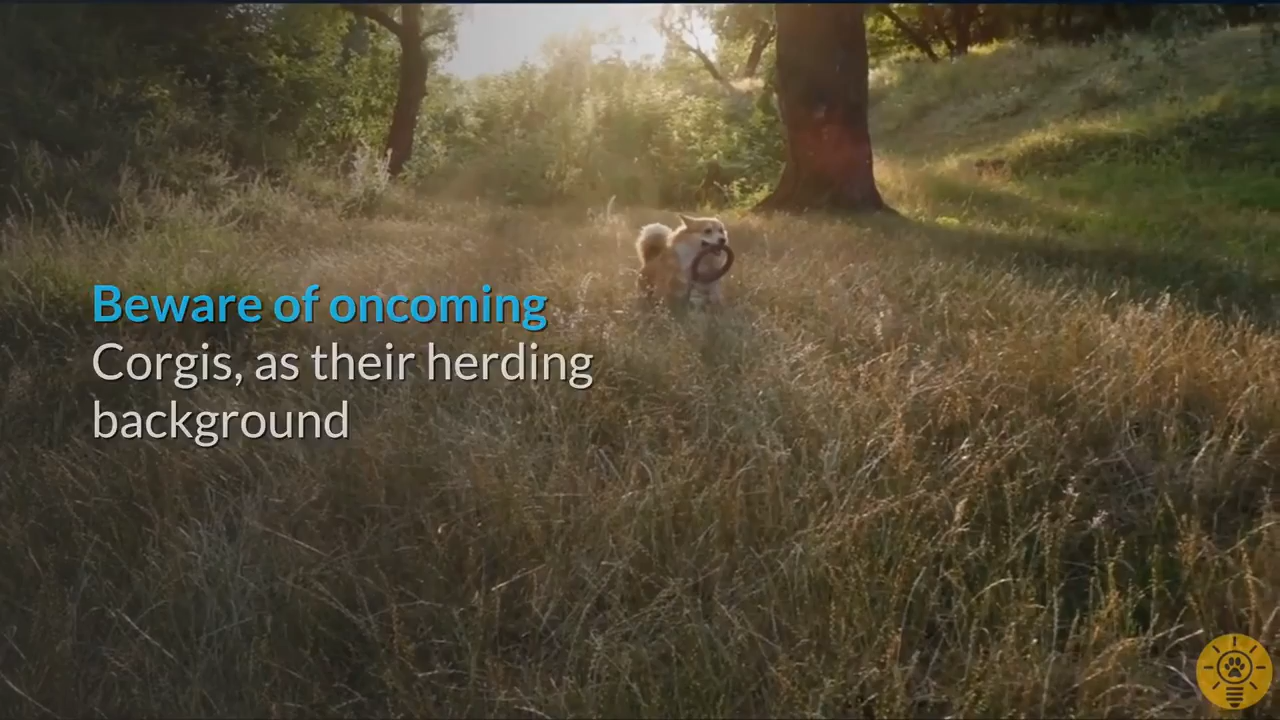 Beware of oncoming
Corgis, as their herding
background